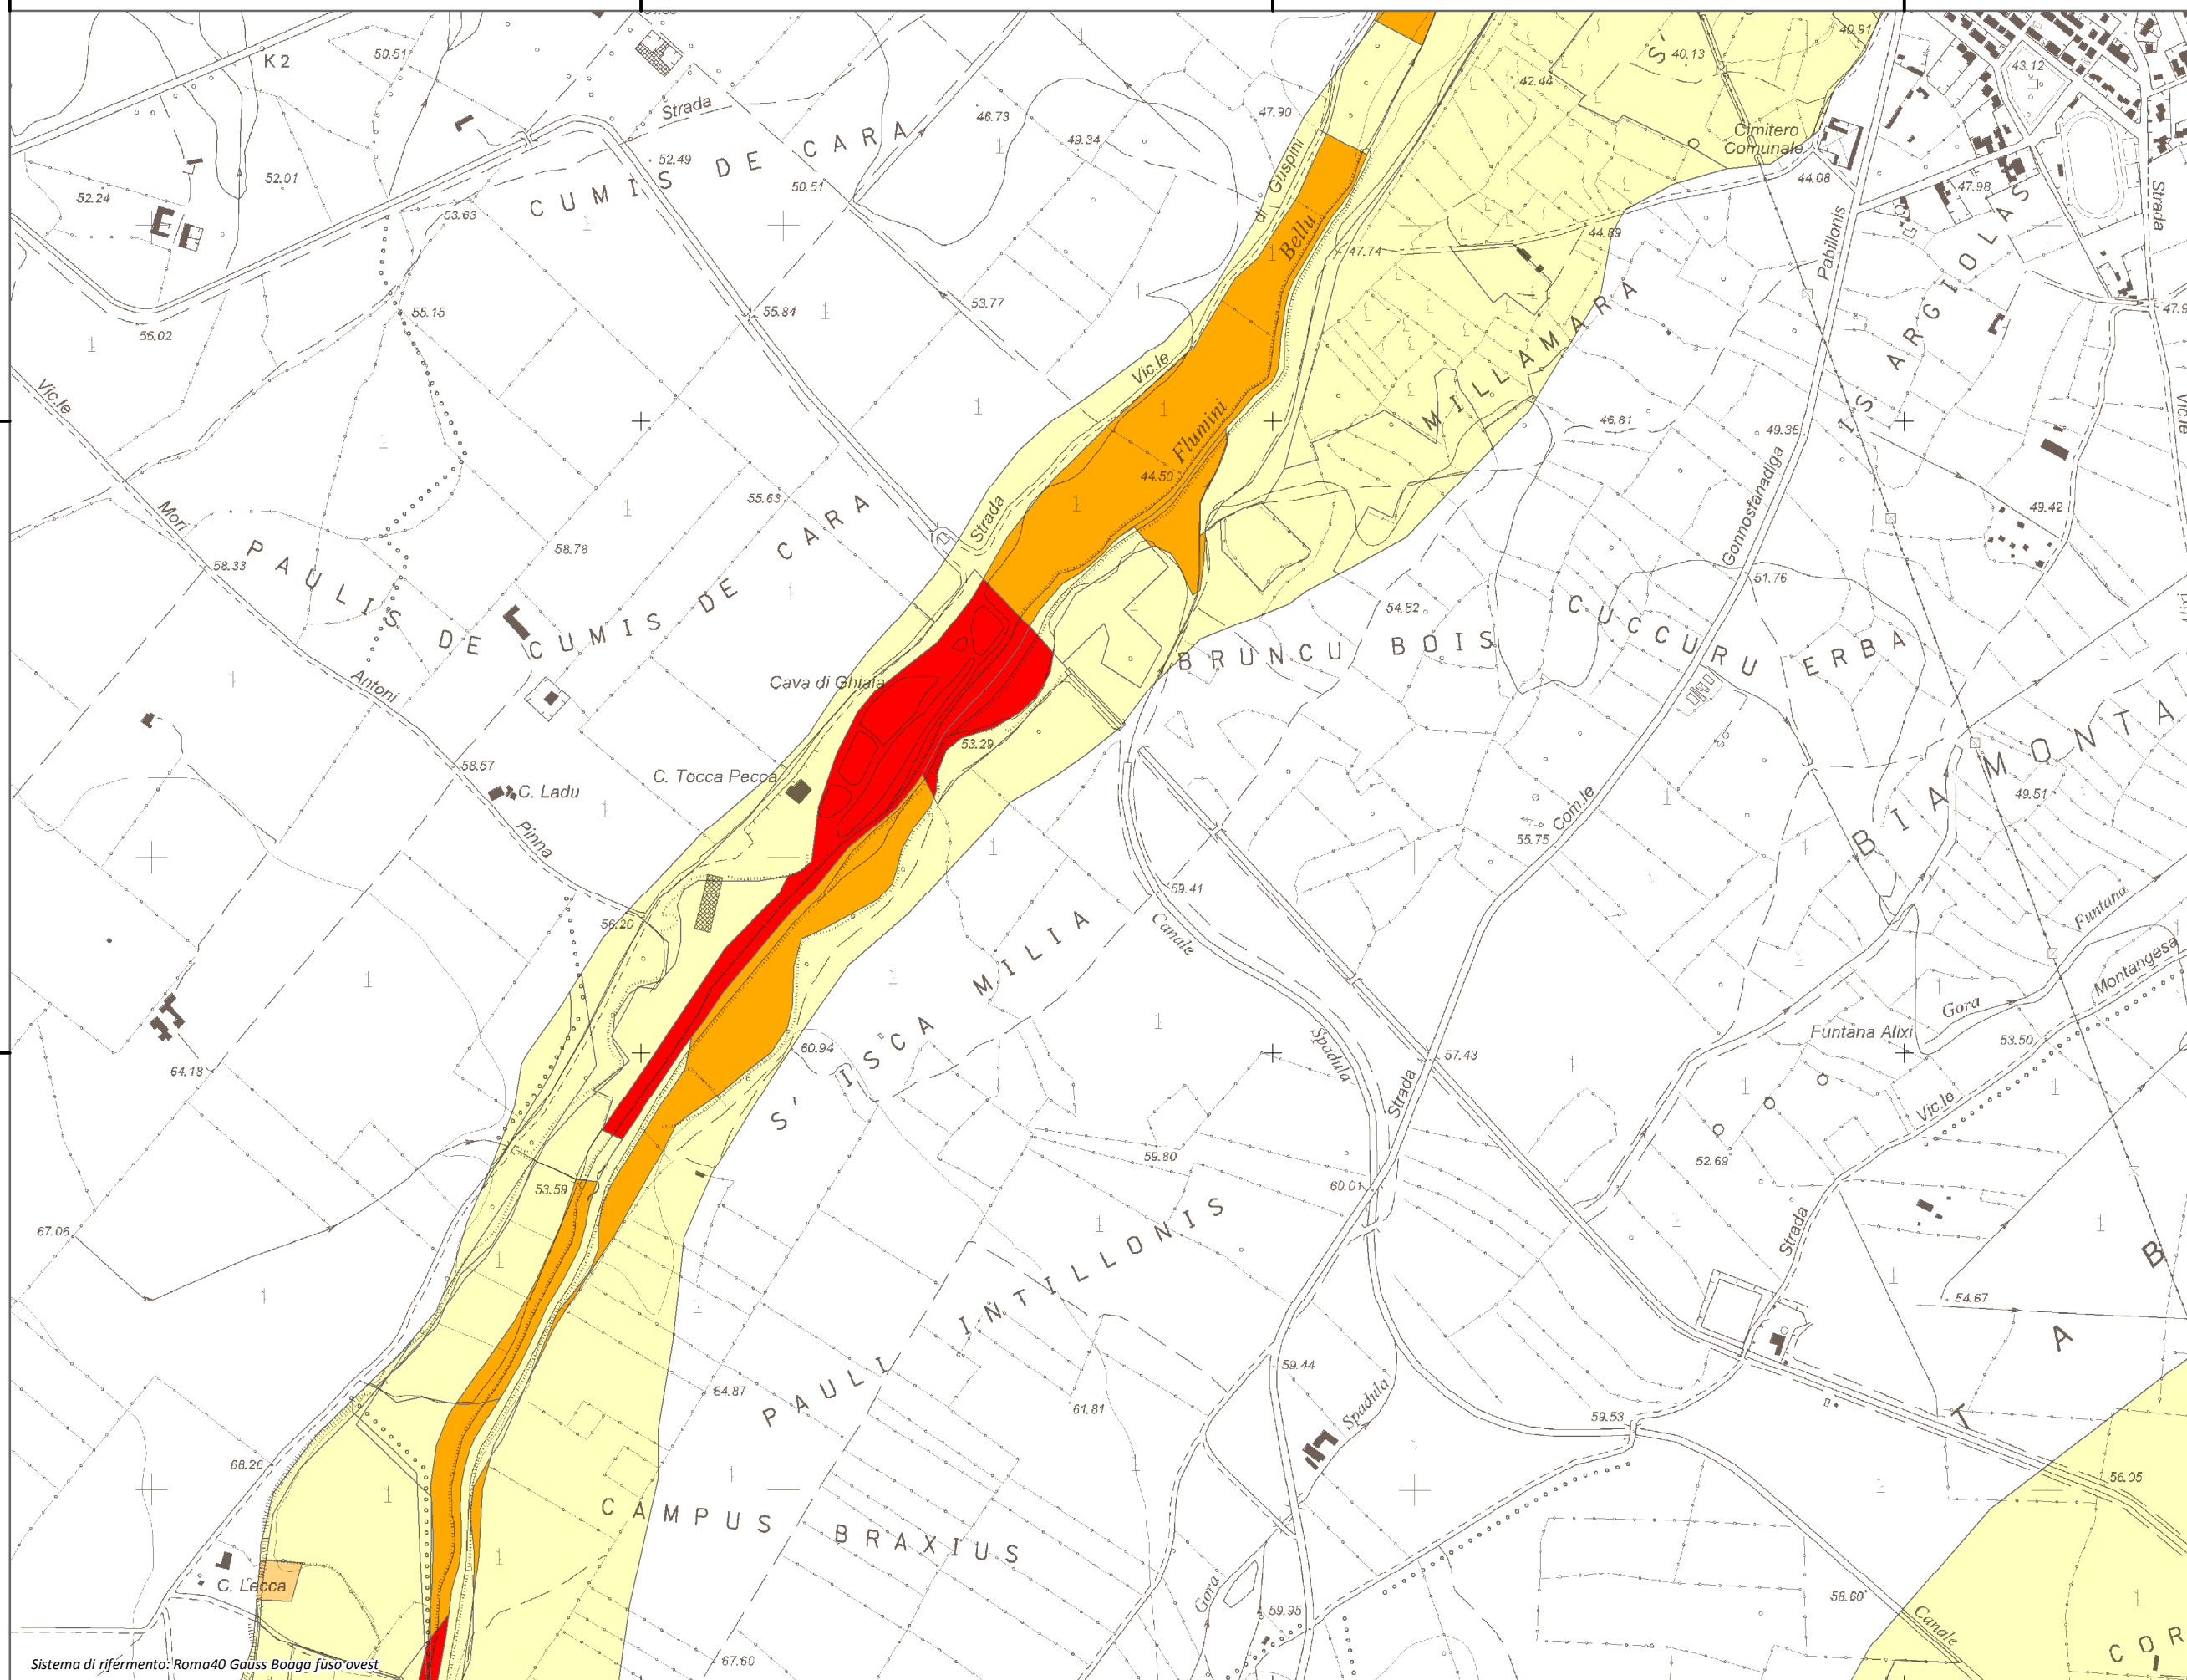 K2
50.51
Strada
52.49
CUMIS DE CARA
46.73
49.34
47.90
50.51
52.24
52.01
53.63
56.02
55.15
55.84
53.77
di Guspini
Bellu
47.74
42.44
S'
40.13
40.91
43.12
Cimitero
Comunale
44.08
47.98
44.89
Pabillonis
Strada
IS ARGIOLAS
MILLAMARA
Vic.le
Vic.le
Mori
55.63
Flumini
44.50
Strada
46.81
49.36
Gonnosfanadiga
49.42
Vic.le
58.33
58.78
PAULIS DE CUMIS DE CARA
54.82
51.76
BRUNCU BOIS
CUCCURU ERBA
Antoni
Cava di Ghiaia
53.29
58.57
C. Ladu
C. Tocca Pecca
Pinna
BIA MONTA
49.51
Com.le
55.75
56.20
59.41
Canale
S' ISCA MILIA
Funtana
Montangesa
Gora
Funtana Alixi
53.50
64.18
60.94
Spadula
57.43
Strada
Vic.le
59.80
52.69
60.01
53.59
67.06
Strada
PAULI INTILLONIS
54.67
B
A
T
59.44
64.87
61.81
Spadula
59.53
68.26
56.05
CAMPUS BRAXIUS
C. Lecca
Gora
59.95
58.60
Canale
COR
67.60
Sistema di rifermento: Roma40 Gauss Boaga fuso ovest